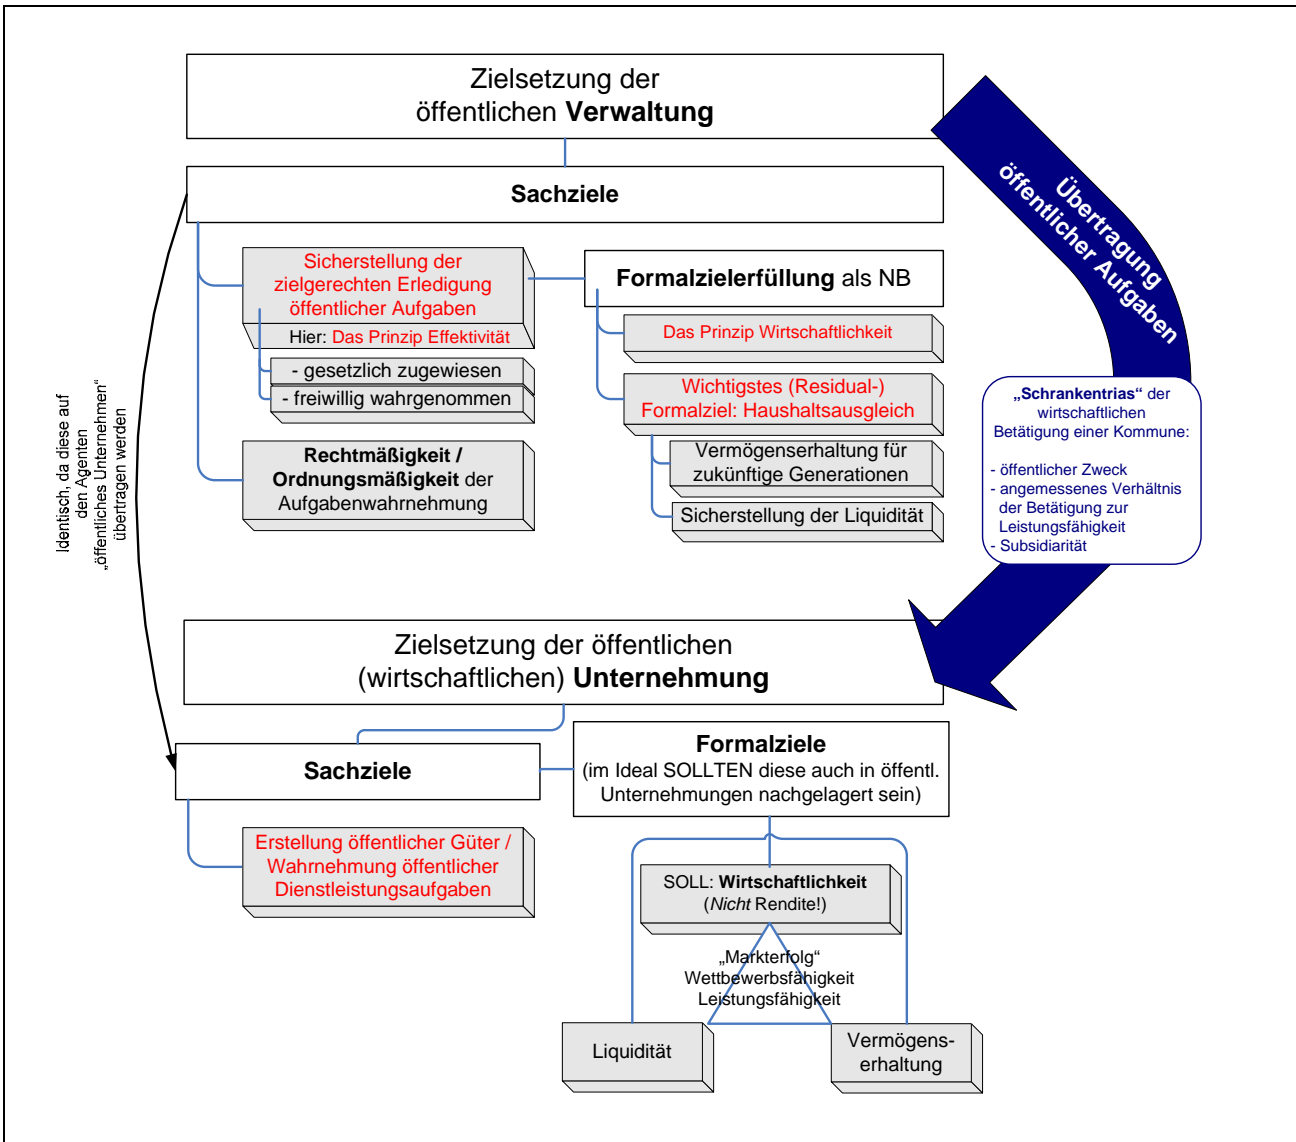 Zielsetzung der
öffentlichen Verwaltung
Sachziele
Sicherstellung der
zielgerechten Erledigung
öffentlicher Aufgaben
Hier: Das Prinzip Effektivität
- gesetzlich zugewiesen
- freiwillig wahrgenommen
Rechtmäßigkeit /
Ordnungsmäßigkeit der
Aufgabenwahrnehmung
Formalzielerfüllung als NB
Das Prinzip Wirtschaftlichkeit
Wichtigstes (Residual-)
Formalziel: Haushaltsausgleich
Vermögenserhaltung für
zukünftige Generationen
Sicherstellung der Liquidität
Übertragung
öffentlicher Aufgaben
„Schrankentrias“ der
wirtschaftlichen
Betätigung einer Kommune:
- öffentlicher Zweck
- angemessenes Verhältnis
der Betätigung zur
Leistungsfähigkeit
- Subsidiarität
Identisch, da diese auf
den Agenten
„öffentliches Unternehmen“
übertragen werden
Zielsetzung der öffentlichen
(wirtschaftlichen) Unternehmung
Sachziele
Erstellung öffentlicher Güter /
Wahrnehmung öffentlicher
Dienstleistungsaufgaben
Formalziele
(im Ideal SOLLTEN diese auch in öffentl.
Unternehmungen nachgelagert sein)
SOLL: Wirtschaftlichkeit
(Nicht Rendite!)
„Markterfolg“
Wettbewerbsfähigkeit
Leistungsfähigkeit
Liquidität
Vermögens-
erhaltung